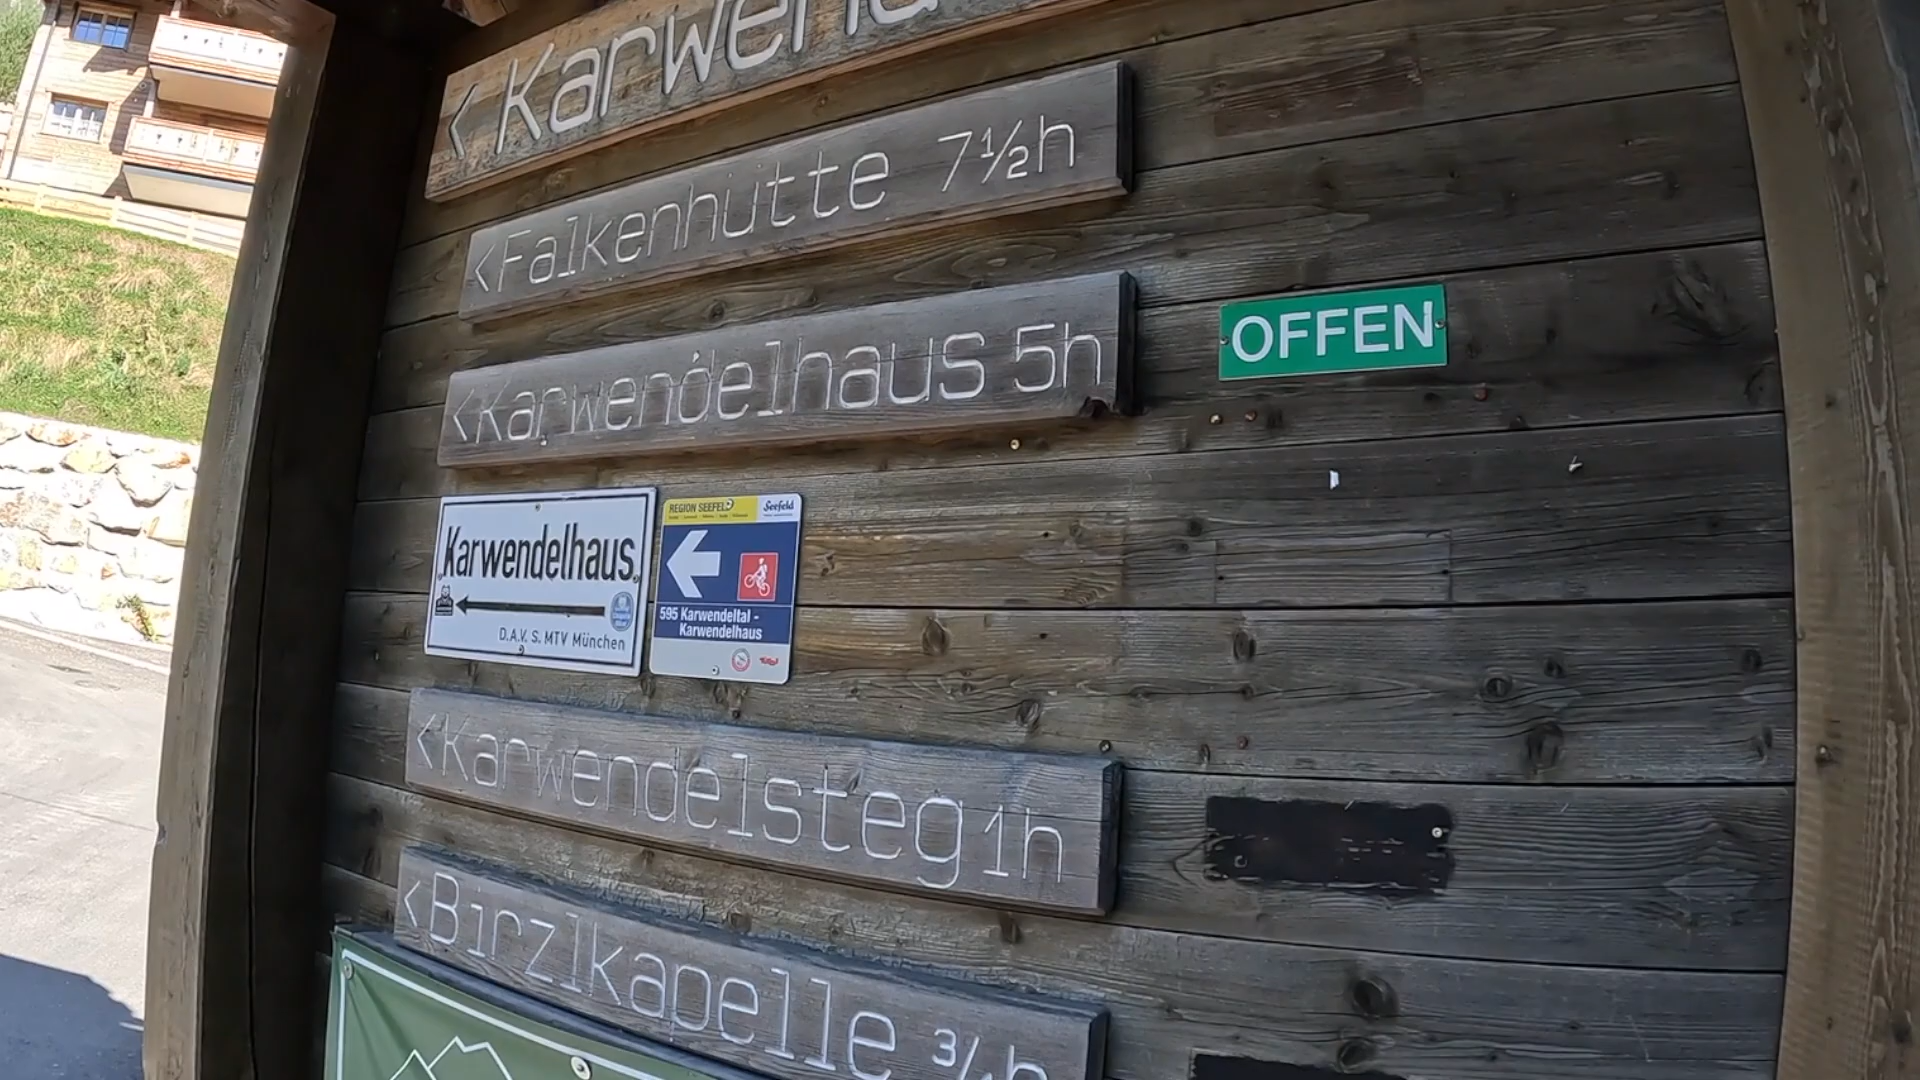 < Karwend
<Falkenhütte 7½h
<Karwendelhaus 5h
OFFEN
Karwendelhaus
D.A.V. S. MTV München
REGION SEEFELD
Seefeld
595 Karwendeltal -
Karwendelhaus
<Karwendelsteg 1h
<Birzlkapelle ¾h